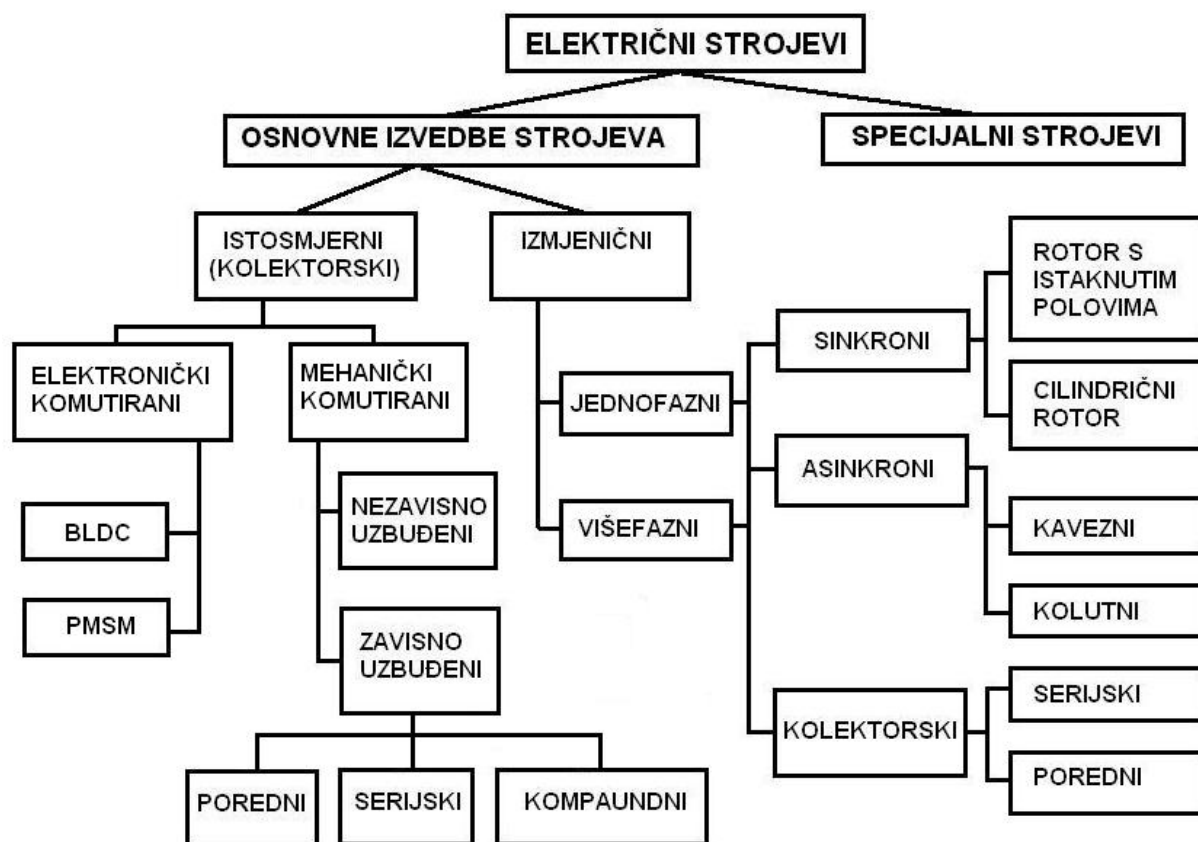 ELEKTRIČNI STROJEVI
OSNOVNE IZVEDBE STROJEVA
SPECIJALNI STROJEVI
ISTOSMJERNI
(KOLEKTORSKI)
IZMJENIČNI
ROTOR S
ISTAKNUTIM
POLOVIMA
SINKRONI
ELEKTRONIČKI
KOMUTIRANI
MEHANIČKI
KOMUTIRANI
JEDNOFAZNI
CILINDRIČNI
ROTOR
ASINKRONI
NEZAVISNO
UZBUĐENI
BLDC
VIŠEFAZNI
KAVEZNI
PMSM
KOLUTNI
ZAVISNO
UZBUĐENI
SERIJSKI
KOLEKTORSKI
POREDNI
POREDNI
SERIJSKI
KOMPAUNDNI